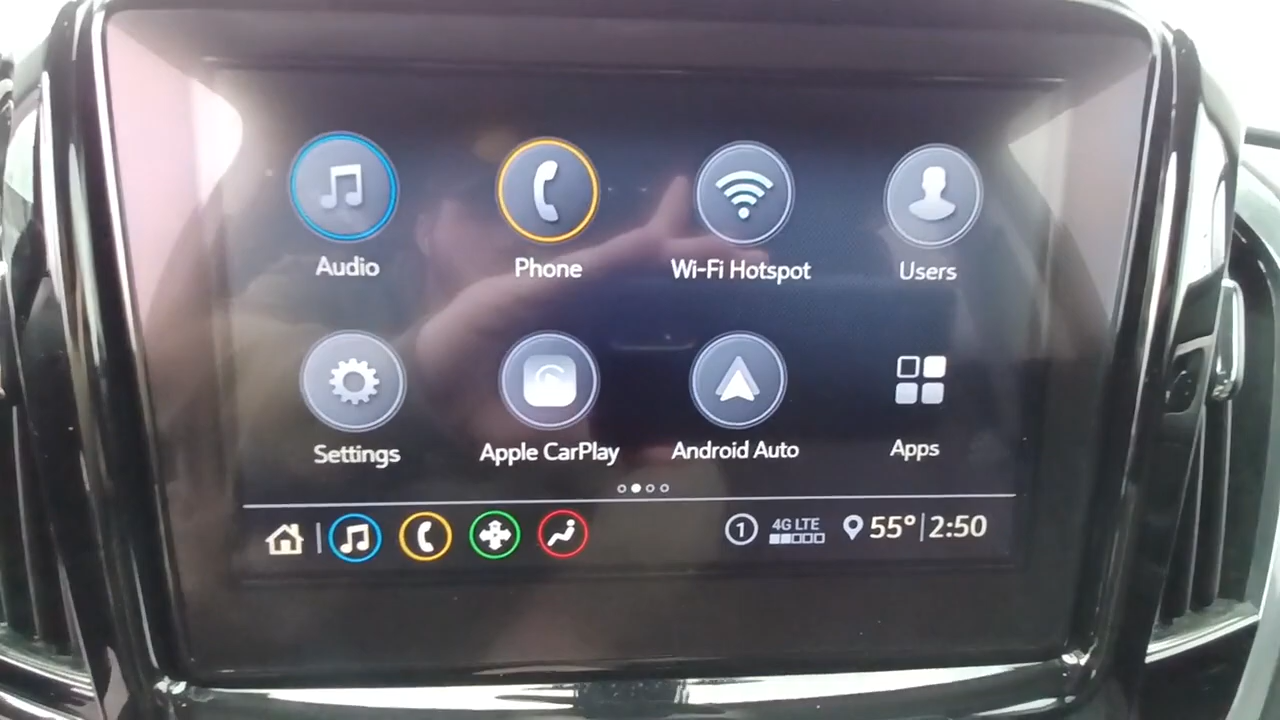 Audio Phone Wi-Fi Hotspot Users
Settings Apple CarPlay Android Auto Apps
1 4G LTE 55° 2:50